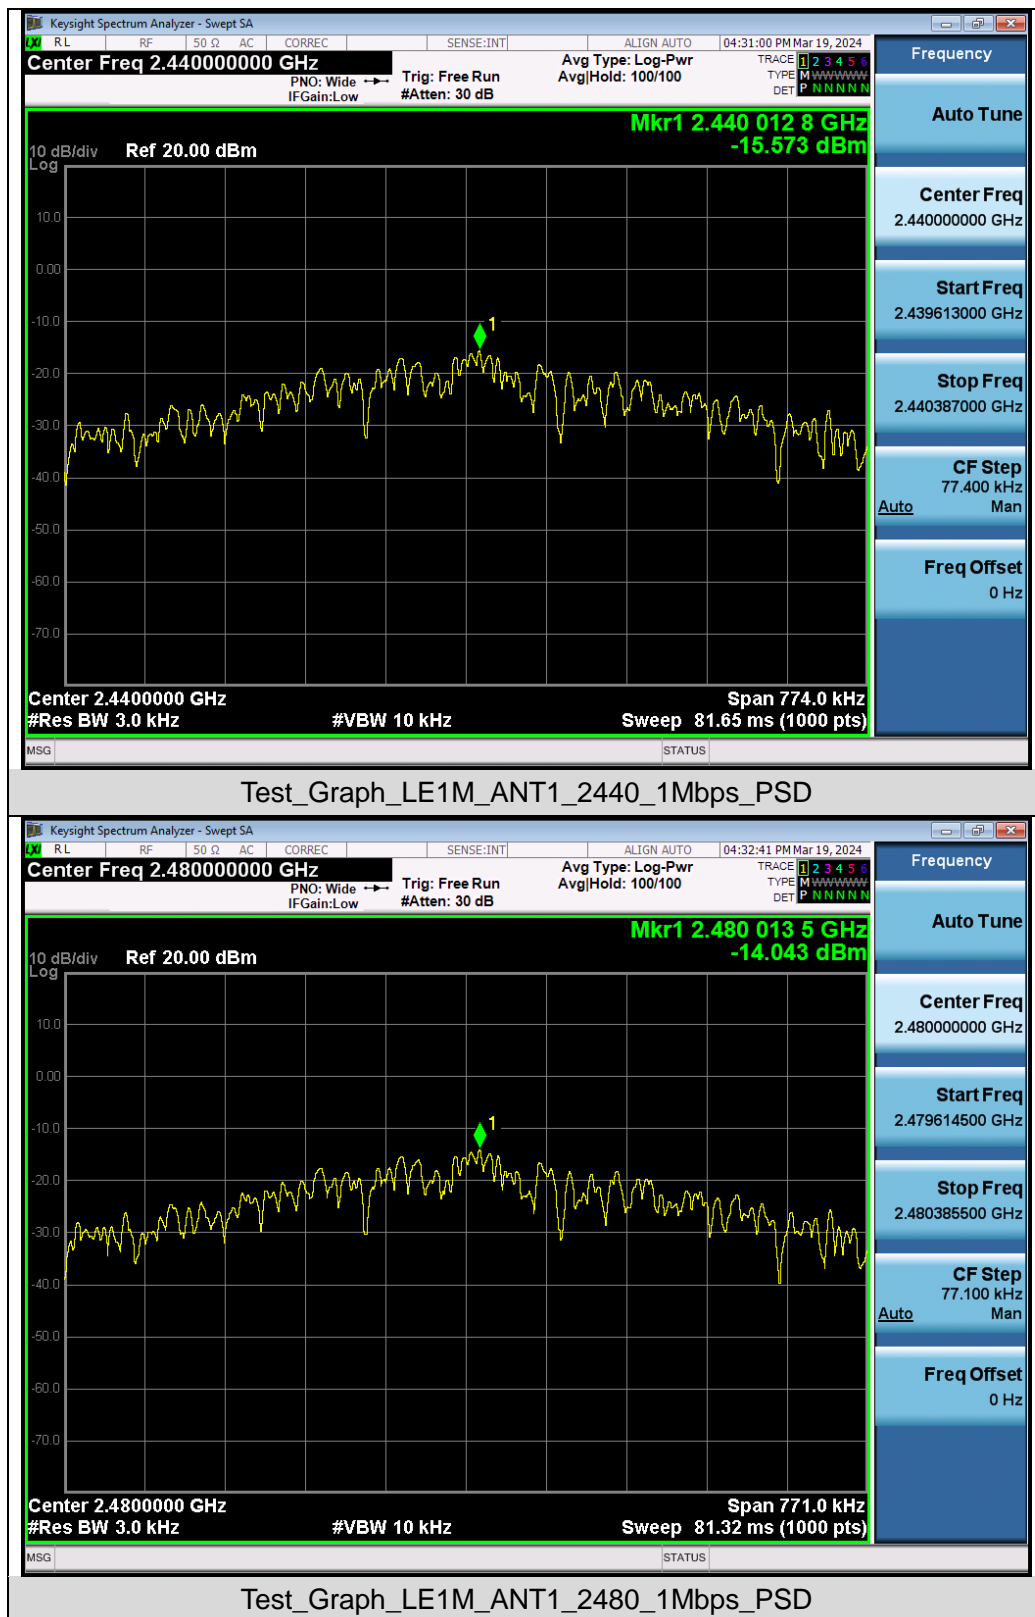 Keysight Spectrum Analyzer - Swept SA
LXI RL RF 50 Ω AC CORREC SENSE:INT ALIGN AUTO 04:31:00 PM Mar 19, 2024
Center Freq 2.440000000 GHz
PNO: Wide
IFGain:Low
Trig: Free Run
#Atten: 30 dB
Avg Type: Log-Pwr
Avg|Hold: 100/100
TRACE 1 2 3 4 5 6
TYPE M WWWWW
DET P N N N N N
Mkr1 2.440 012 8 GHz
-15.573 dBm
10 dB/div Ref 20.00 dBm
Log
10.0
0.00
-10.0
1
-20.0
-30.0
-40.0
-50.0
-60.0
-70.0
Center 2.4400000 GHz Span 774.0 kHz
#Res BW 3.0 kHz #VBW 10 kHz Sweep 81.65 ms (1000 pts)
MSG STATUS
Frequency
Auto Tune
Center Freq
2.440000000 GHz
Start Freq
2.439613000 GHz
Stop Freq
2.440387000 GHz
CF Step
77.400 kHz
Auto Man
Freq Offset
0 Hz
Test_Graph_LE1M_ANT1_2440_1Mbps_PSD
Keysight Spectrum Analyzer - Swept SA
LXI RL RF 50 Ω AC CORREC SENSE:INT ALIGN AUTO 04:32:41 PM Mar 19, 2024
Center Freq 2.480000000 GHz
PNO: Wide
IFGain:Low
Trig: Free Run
#Atten: 30 dB
Avg Type: Log-Pwr
Avg|Hold: 100/100
TRACE 1 2 3 4 5 6
TYPE M WWWWW
DET P N N N N N
Mkr1 2.480 013 5 GHz
-14.043 dBm
10 dB/div Ref 20.00 dBm
Log
10.0
0.00
-10.0
1
-20.0
-30.0
-40.0
-50.0
-60.0
-70.0
Center 2.4800000 GHz Span 771.0 kHz
#Res BW 3.0 kHz #VBW 10 kHz Sweep 81.32 ms (1000 pts)
MSG STATUS
Frequency
Auto Tune
Center Freq
2.480000000 GHz
Start Freq
2.479614500 GHz
Stop Freq
2.480385500 GHz
CF Step
77.100 kHz
Auto Man
Freq Offset
0 Hz
Test_Graph_LE1M_ANT1_2480_1Mbps_PSD